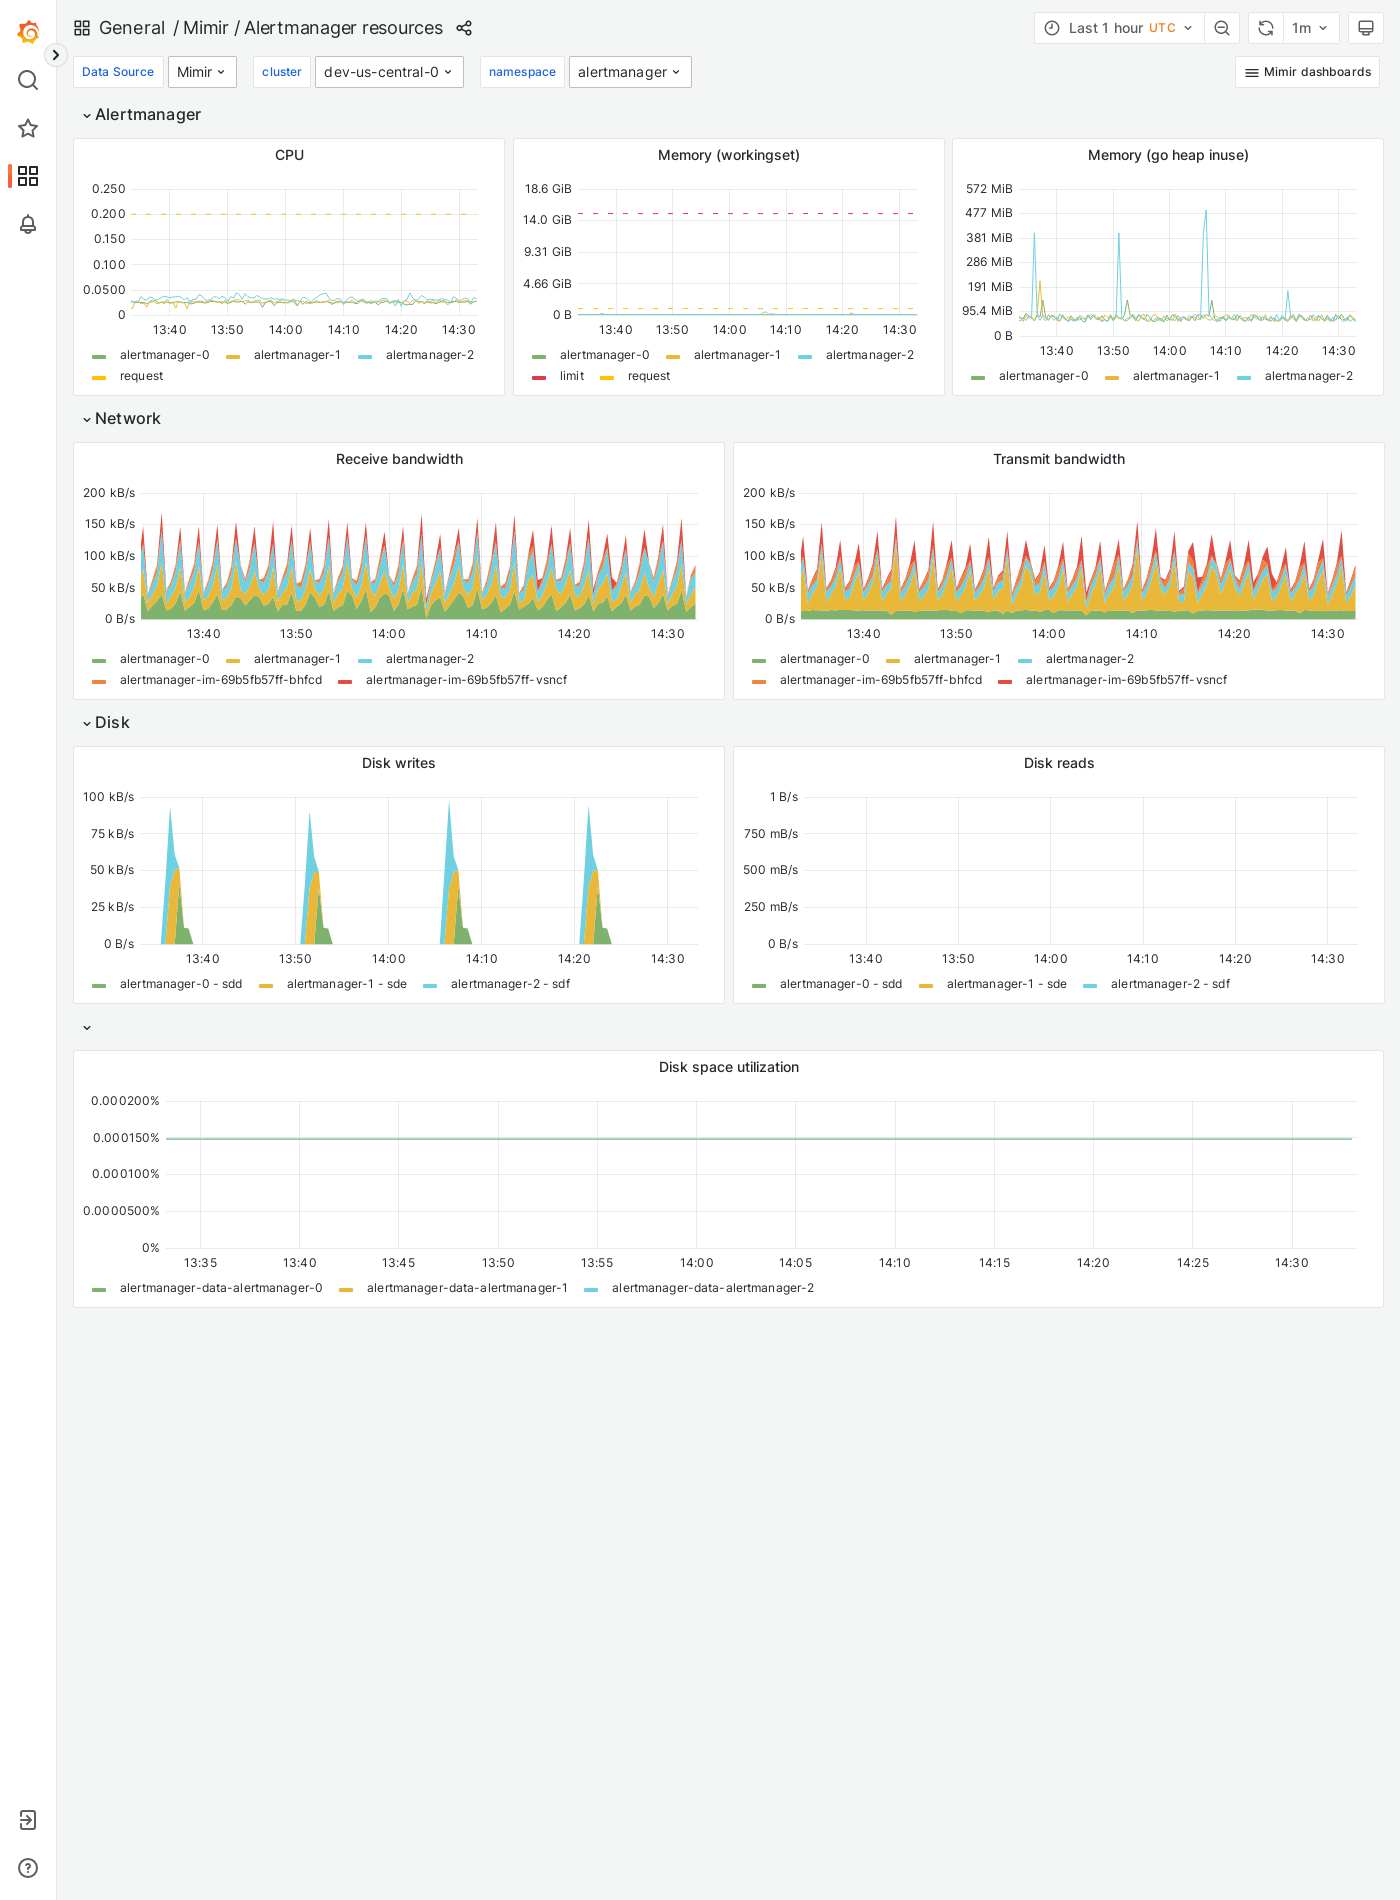 General / Mimir / Alertmanager resources
Last 1 hour UTC
1m
Data Source Mimir cluster dev-us-central-0 namespace alertmanager
Mimir dashboards
Alertmanager
CPU
0.250
0.200
0.150
0.100
0.0500
0
13:40 13:50 14:00 14:10 14:20 14:30
alertmanager-0 alertmanager-1 alertmanager-2
request
Memory (workingset)
18.6 GiB
14.0 GiB
9.31 GiB
4.66 GiB
0 B
13:40 13:50 14:00 14:10 14:20 14:30
alertmanager-0 alertmanager-1 alertmanager-2
limit request
Memory (go heap inuse)
572 MiB
477 MiB
381 MiB
286 MiB
191 MiB
95.4 MiB
0 B
13:40 13:50 14:00 14:10 14:20 14:30
alertmanager-0 alertmanager-1 alertmanager-2
Network
Receive bandwidth
200 kB/s
150 kB/s
100 kB/s
50 kB/s
0 B/s
13:40 13:50 14:00 14:10 14:20 14:30
alertmanager-0 alertmanager-1 alertmanager-2
alertmanager-im-69b5fb57ff-bhfcd alertmanager-im-69b5fb57ff-vsncf
Transmit bandwidth
200 kB/s
150 kB/s
100 kB/s
50 kB/s
0 B/s
13:40 13:50 14:00 14:10 14:20 14:30
alertmanager-0 alertmanager-1 alertmanager-2
alertmanager-im-69b5fb57ff-bhfcd alertmanager-im-69b5fb57ff-vsncf
Disk
Disk writes
100 kB/s
75 kB/s
50 kB/s
25 kB/s
0 B/s
13:40 13:50 14:00 14:10 14:20 14:30
alertmanager-0 - sdd alertmanager-1 - sde alertmanager-2 - sdf
Disk reads
1 B/s
750 mB/s
500 mB/s
250 mB/s
0 B/s
13:40 13:50 14:00 14:10 14:20 14:30
alertmanager-0 - sdd alertmanager-1 - sde alertmanager-2 - sdf
Disk space utilization
0.000200%
0.000150%
0.000100%
0.0000500%
0%
13:35 13:40 13:45 13:50 13:55 14:00 14:05 14:10 14:15 14:20 14:25 14:30
alertmanager-data-alertmanager-0 alertmanager-data-alertmanager-1 alertmanager-data-alertmanager-2